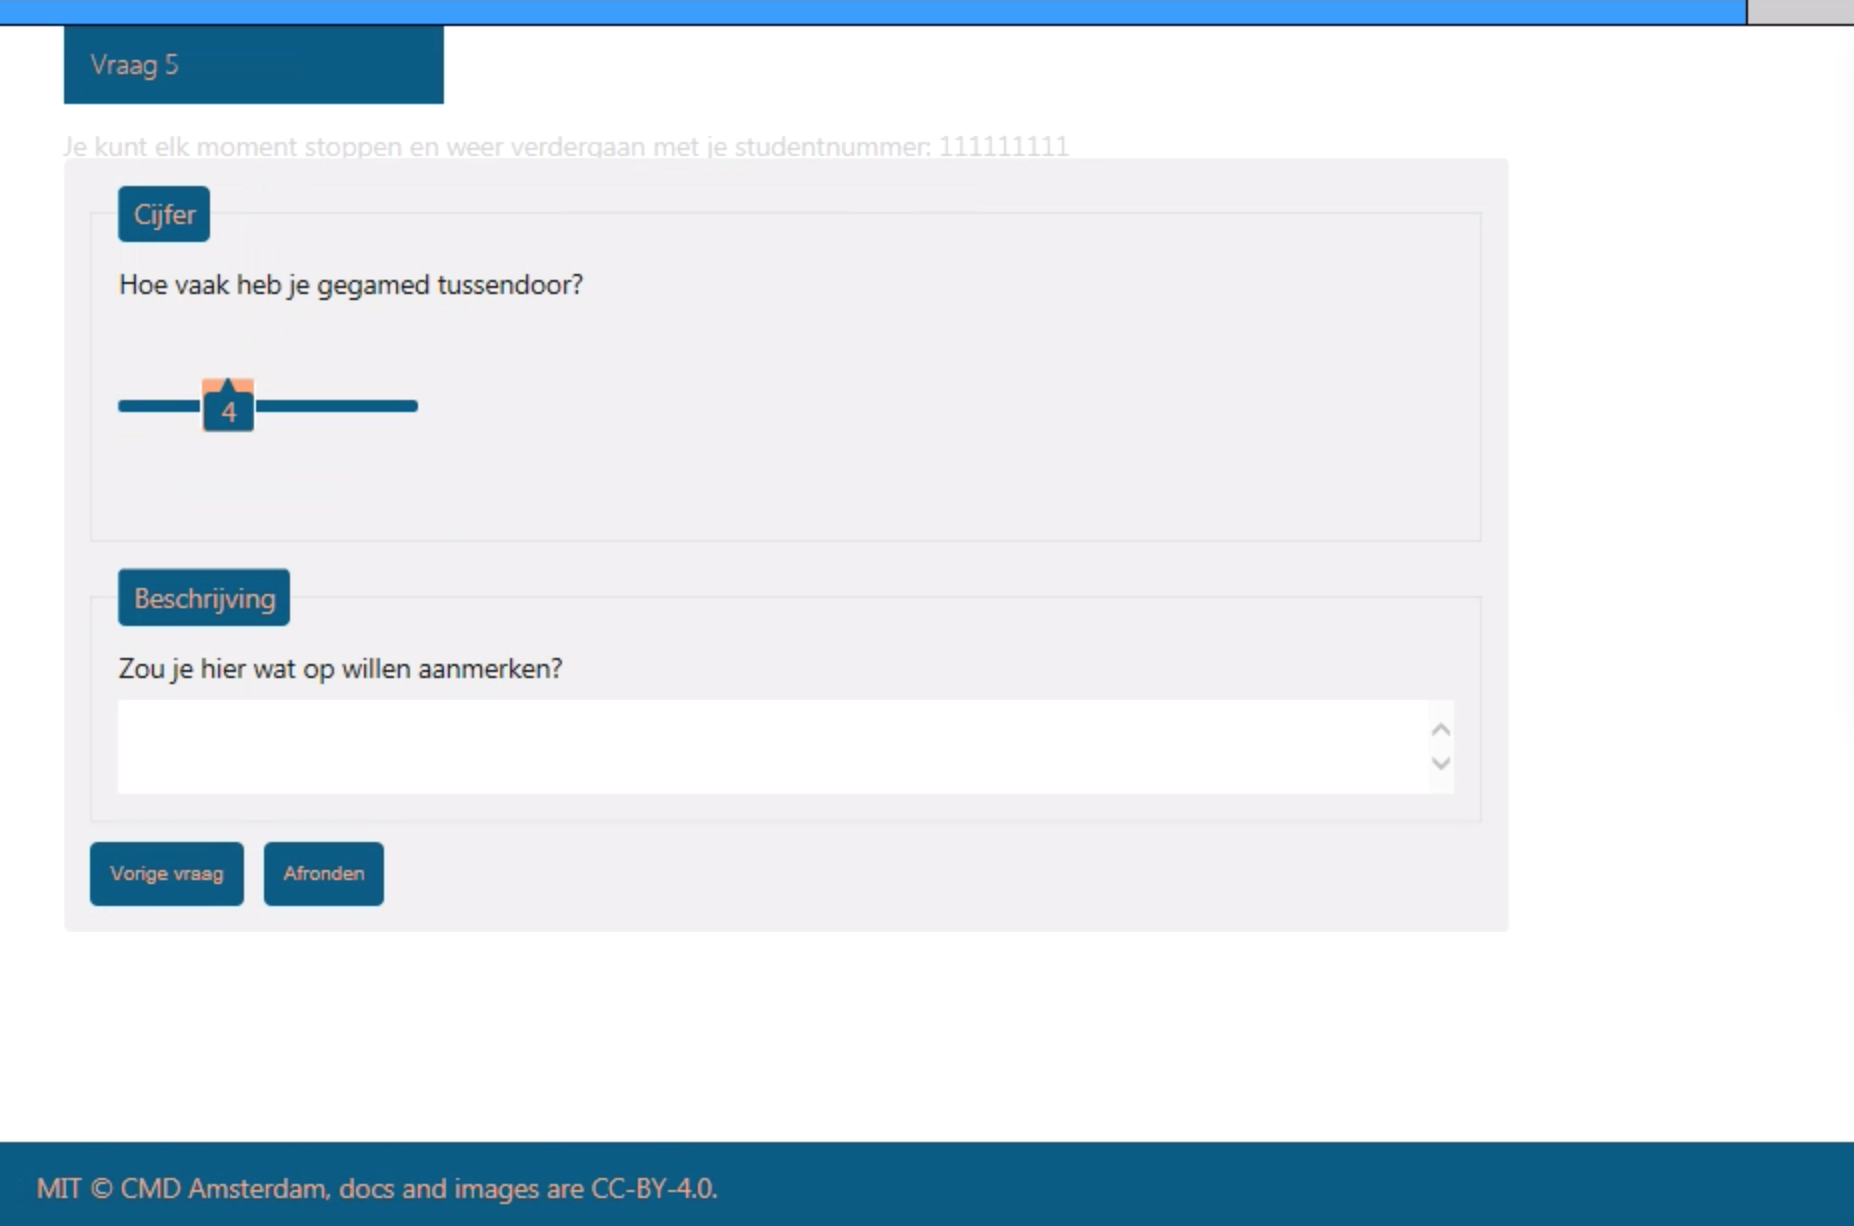 Vraag 5
Je kunt elk moment stoppen en weer verdergaan met je studentnummer: 111111111
Cijfer
Hoe vaak heb je gegamed tussendoor?
4
Beschrijving
Zou je hier wat op willen aanmerken?
Vorige vraag
Afronden
MIT © CMD Amsterdam, docs and images are CC-BY-4.0.